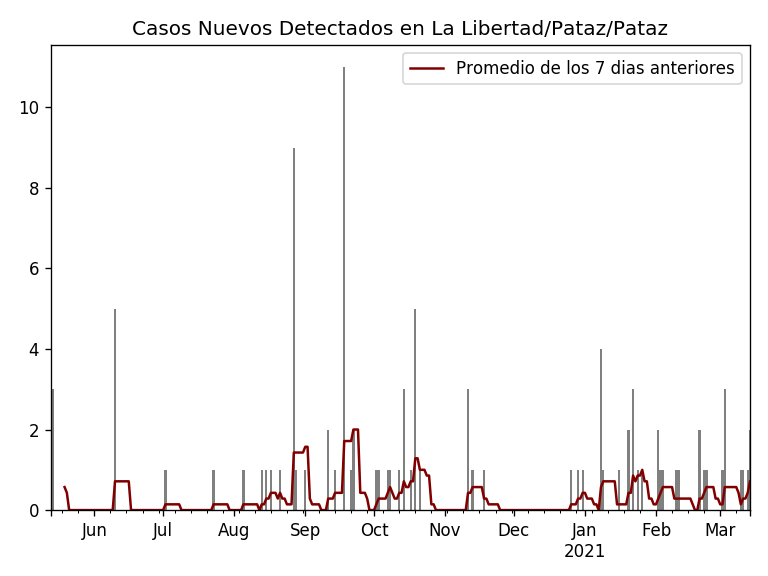 Casos Nuevos Detectados en La Libertad/Pataz/Pataz
Promedio de los 7 dias anteriores
10
8
6
4
2
0
Jun Jul Aug Sep Oct Nov Dec Jan Feb Mar
2021